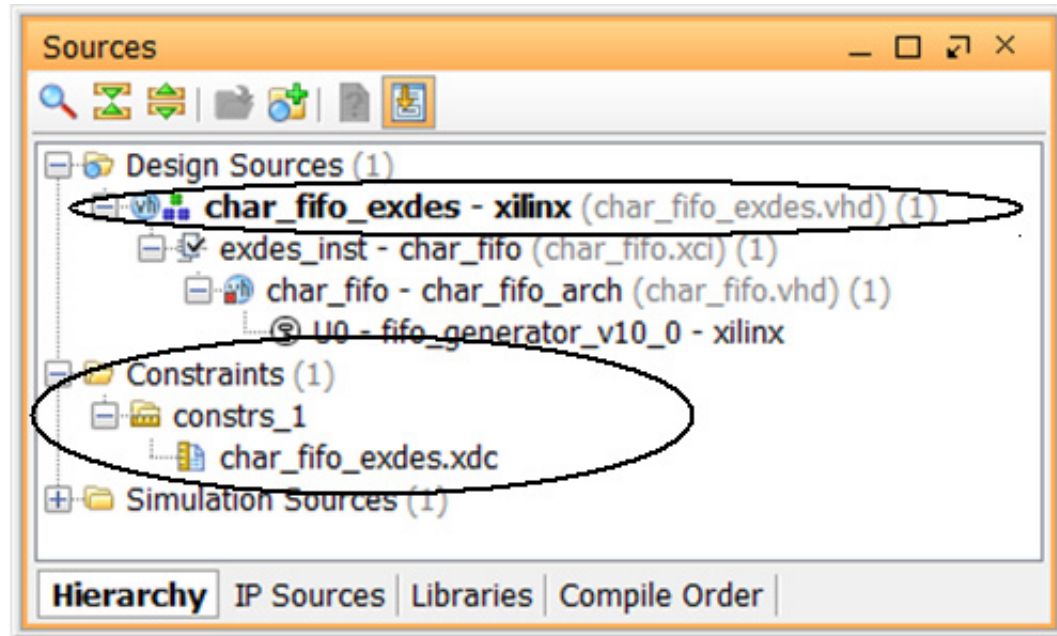 Sources
Design Sources (1)
char_fifo_exdes - xilinx (char_fifo_exdes.vhd) (1)
exdes_inst - char_fifo (char_fifo.xci) (1)
char_fifo - char_fifo_arch (char_fifo.vhd) (1)
U0 - fifo_generator_v10_0 - xilinx
Constraints (1)
constrs_1
char_fifo_exdes.xdc
Simulation Sources (1)
Hierarchy IP Sources Libraries Compile Order